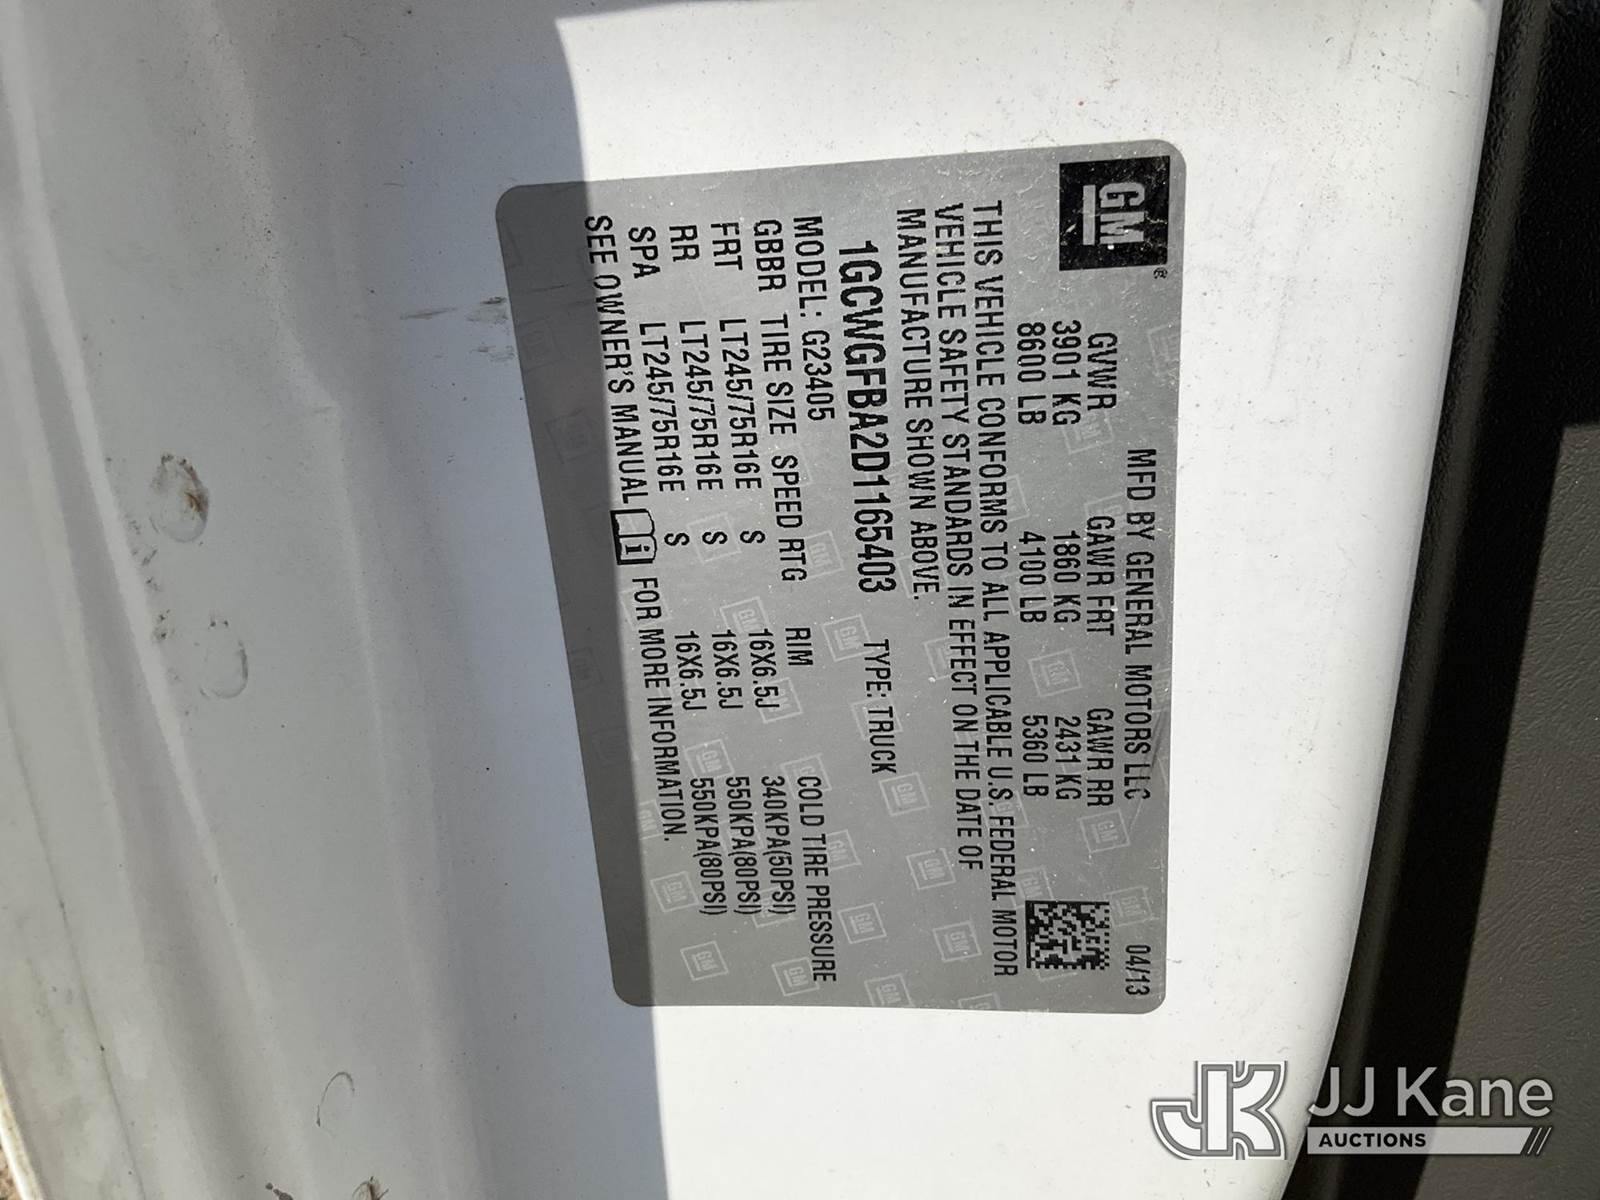 GM ®
MFD BY GENERAL MOTORS LLC 04/13
GVWR GAWR FRT GAWR RR
3901 KG 1860 KG 2431 KG
8600 LB 4100 LB 5360 LB
THIS VEHICLE CONFORMS TO ALL APPLICABLE U.S. FEDERAL MOTOR
VEHICLE SAFETY STANDARDS IN EFFECT ON THE DATE OF
MANUFACTURE SHOWN ABOVE.
1GCWGFBA2D1165403 TYPE: TRUCK
MODEL: G23405
GBBR TIRE SIZE SPEED RTG RIM COLD TIRE PRESSURE
FRT LT245/75R16E S 16X6.5J 340KPA(50PSI)
RR LT245/75R16E S 16X6.5J 550KPA(80PSI)
SPA LT245/75R16E S 16X6.5J 550KPA(80PSI)
SEE OWNER'S MANUAL i FOR MORE INFORMATION.
JK JJ Kane
AUCTIONS